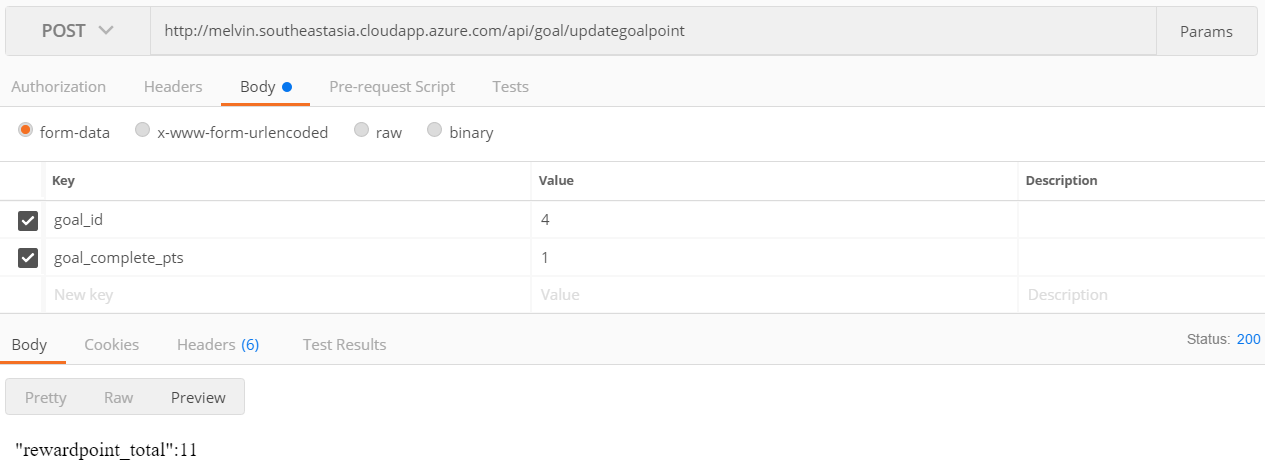 POST http://melvin.southeastasia.cloudapp.azure.com/api/goal/updategoalpoint Params
Authorization Headers Body Pre-request Script Tests
form-data x-www-form-urlencoded raw binary
Key Value Description
goal_id 4
goal_complete_pts 1
New key Value Description
Body Cookies Headers (6) Test Results Status: 200
Pretty Raw Preview
"rewardpoint_total":11